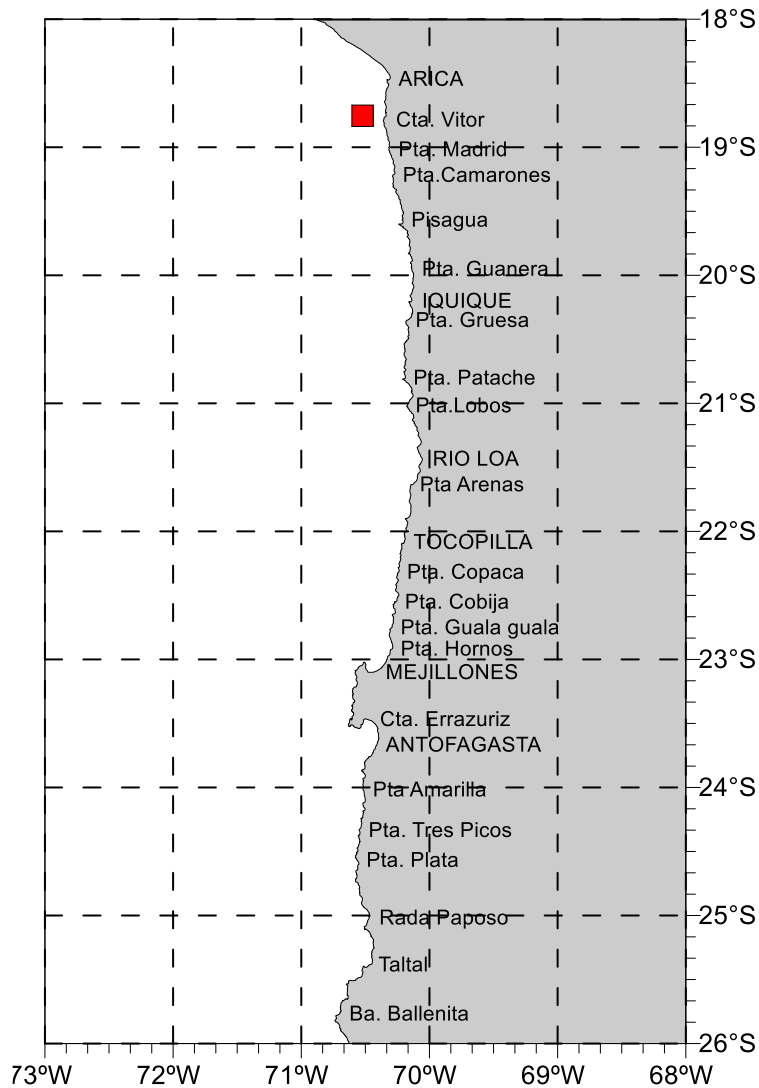 18°S
ARICA
Cta. Vitor
Pta. Madrid
19°S
Pta.Camarones
Pisagua
Pta. Guanera
20°S
IQUIQUE
Pta. Gruesa
Pta. Patache
21°S
Pta.Lobos
RIO LOA
Pta Arenas
22°S
TOCOPILLA
Pta. Copaca
Pta. Cobija
Pta. Guala guala
Pta. Hornos
23°S
MEJILLONES
Cta. Errazuriz
ANTOFAGASTA
24°S
Pta Amarilla
Pta. Tres Picos
Pta. Plata
25°S
Rada Paposo
Taltal
Ba. Ballenita
26°S
73°W 72°W 71°W 70°W 69°W 68°W